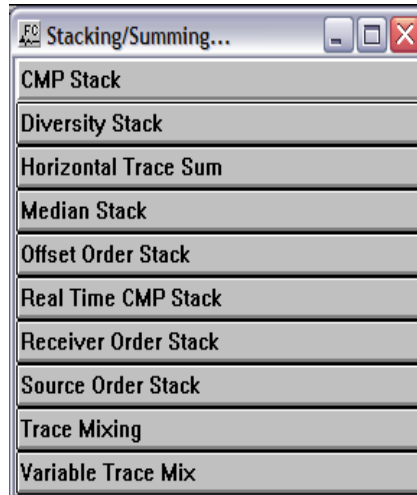 FC
Stacking/Summing...
CMP Stack
Diversity Stack
Horizontal Trace Sum
Median Stack
Offset Order Stack
Real Time CMP Stack
Receiver Order Stack
Source Order Stack
Trace Mixing
Variable Trace Mix